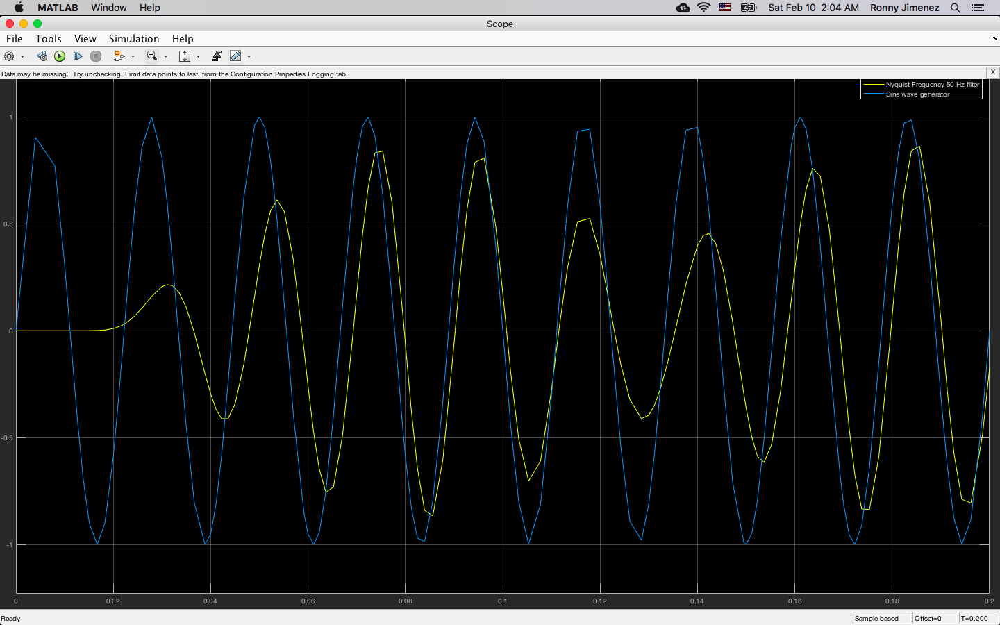 MATLAB Window Help Sat Feb 10 2:04 AM Ronny Jimenez
Scope
File Tools View Simulation Help
Data may be missing. Try unchecking 'Limit data points to last' from the Configuration Properties Logging tab. X
Nyquist Frequency 50 Hz filter
Sine wave generator
1
0.5
0
-0.5
-1
0 0.02 0.04 0.06 0.08 0.1 0.12 0.14 0.16 0.18 0.2
Ready Sample based Offset=0 T=0.200